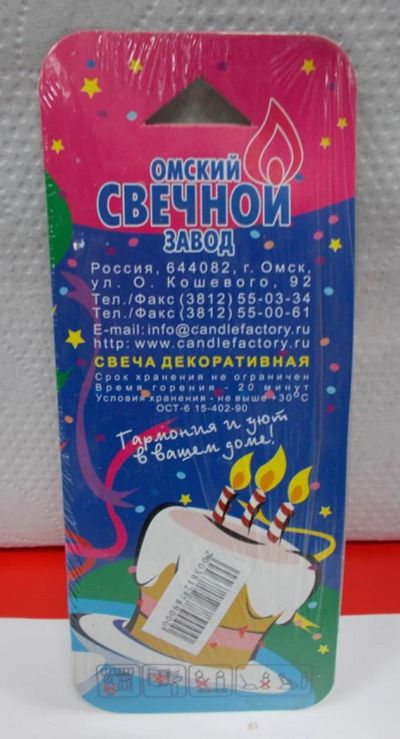 ОМСКИЙ
СВЕЧНОЙ
ЗАВОД
Россия, 644082, г. Омск,
ул. О. Кошевого, 92
Тел./Факс (3812) 55-03-34
Тел./Факс (3812) 55-00-61
E-mail: info@candlefactory.ru
http: www.candlefactory.ru
СВЕЧА ДЕКОРАТИВНАЯ
Срок хранения не ограничен
Время горения - 20 минут
Условия хранения - не выше +30°С
ОСТ-6 15-402-90
Гармония и уют
в вашем доме!